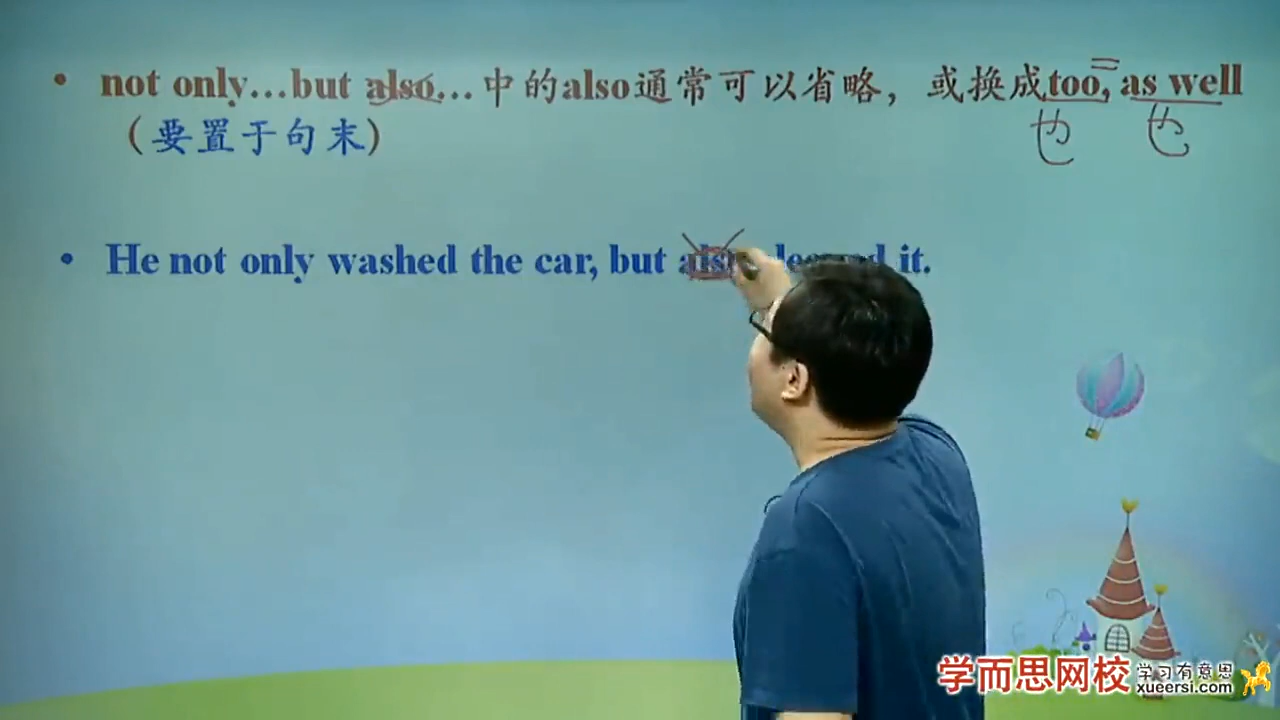 not only…but also…中的also通常可以省略，或换成too, as well
（要置于句末）
也 也
He not only washed the car, but also it.
学而思网校 学习有意思
xueersi.com